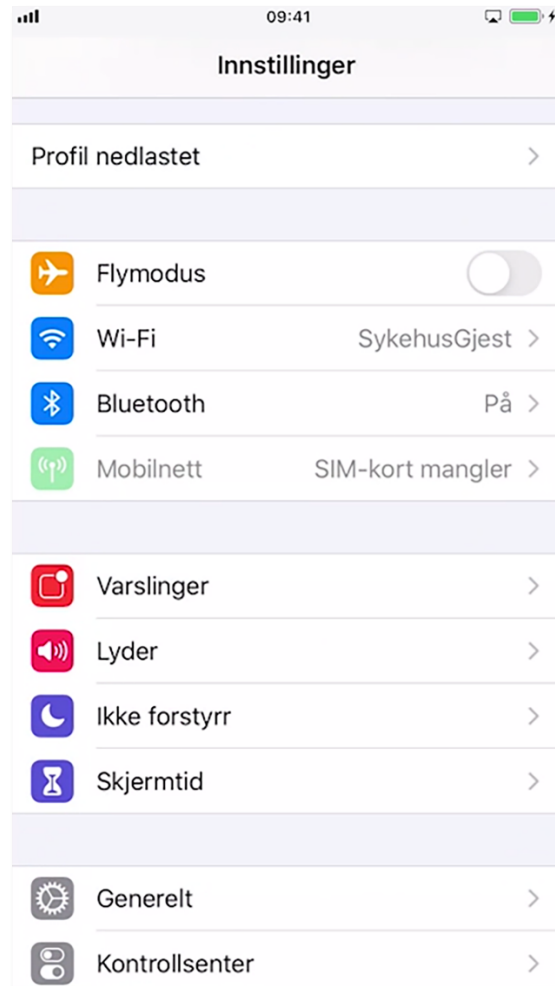 09:41
Innstillinger
Profil nedlastet
Flymodus
Wi-Fi SykehusGjest
Bluetooth På
Mobilnett SIM-kort mangler
Varslinger
Lyder
Ikke forstyrr
Skjermtid
Generelt
Kontrollsenter